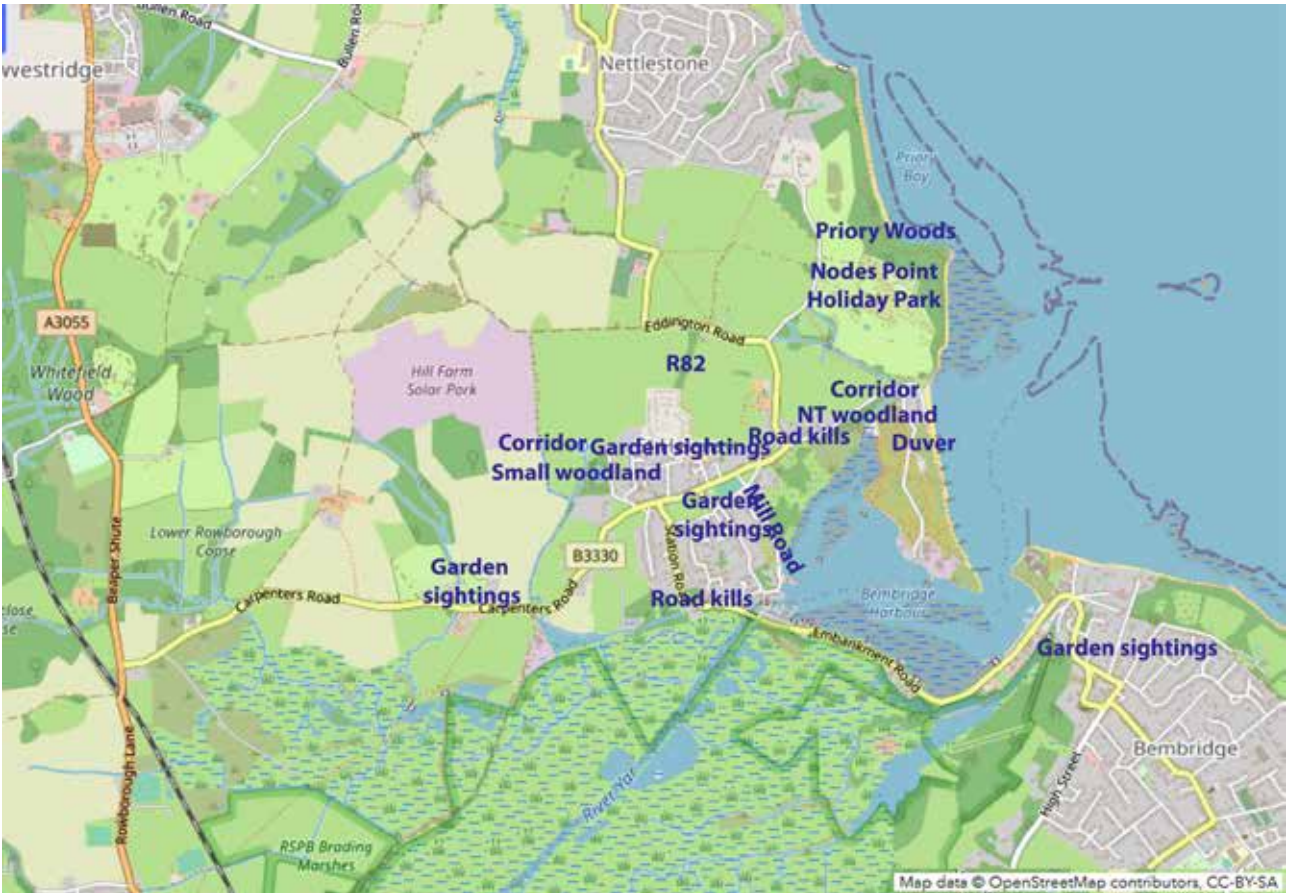 Bullen Road
Bullen Ro
westridge
Nettlestone
Priory
Bay
Priory Woods
Nodes Point
Holiday Park
A3055
Eddington Road
R82
Hill Farm
Solar Park
Whitefield
Wood
Corridor
NT woodland
Duver
Road kills
Corridor
Garden sightings
Small woodland
Garden
sightings
Mill Road
Station Ro
Lower Rowborough
Copse
B3330
Beaper Shute
Garden
sightings
Carpenters Road
Carpenters Road
Road kills
Bembridge
Harbour
close
se
Embankment Road
Garden sightings
Bembridge
High Street
River Yar
Rowborough Lane
RSPB Brading
Marshes
Map data © OpenStreetMap contributors, CC-BY-SA